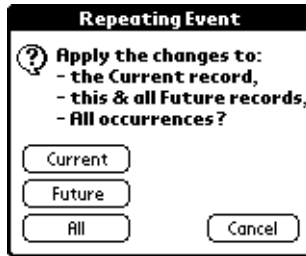 Repeating Event
Apply the changes to:
- the Current record,
- this & all Future records,
- All occurrences?
Current
Future
All
Cancel